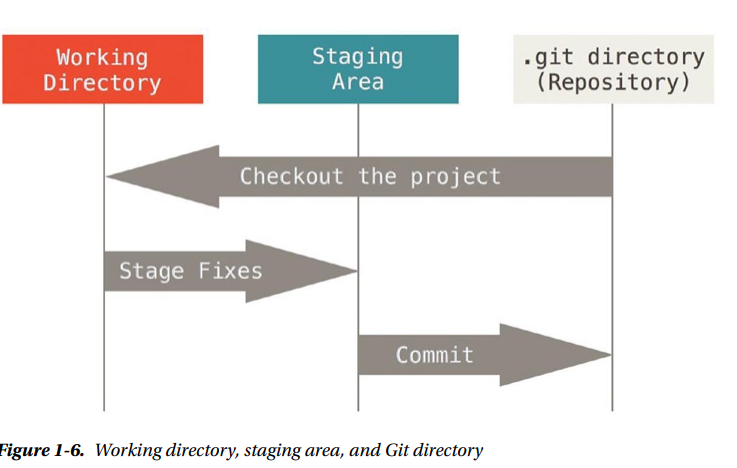 Working
Directory
Staging
Area
.git directory
(Repository)
Checkout the project
Stage Fixes
Commit
Figure 1-6. Working directory, staging area, and Git directory